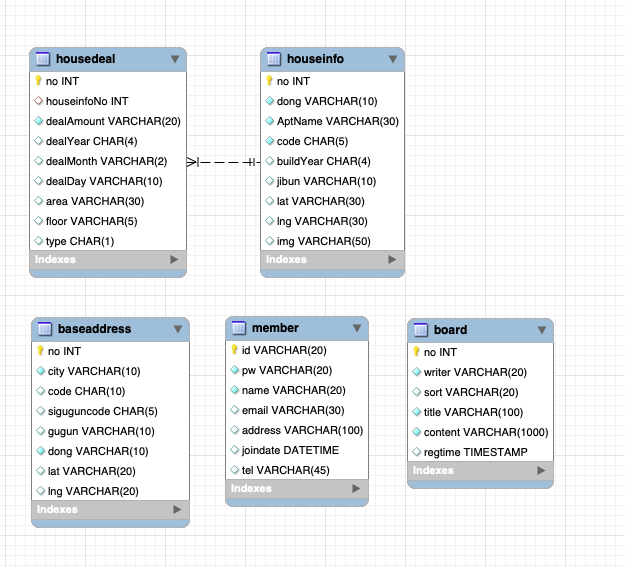 housedeal
no INT
houseinfoNo INT
dealAmount VARCHAR(20)
dealYear CHAR(4)
dealMonth VARCHAR(2)
dealDay VARCHAR(10)
area VARCHAR(30)
floor VARCHAR(5)
type CHAR(1)
Indexes
houseinfo
no INT
dong VARCHAR(10)
AptName VARCHAR(30)
code CHAR(5)
buildYear CHAR(4)
jibun VARCHAR(10)
lat VARCHAR(30)
lng VARCHAR(30)
img VARCHAR(50)
Indexes
baseaddress
no INT
city VARCHAR(10)
code CHAR(10)
siguguncode CHAR(5)
gugun VARCHAR(10)
dong VARCHAR(10)
lat VARCHAR(20)
lng VARCHAR(20)
Indexes
member
id VARCHAR(20)
pw VARCHAR(20)
name VARCHAR(20)
email VARCHAR(30)
address VARCHAR(100)
joindate DATETIME
tel VARCHAR(45)
Indexes
board
no INT
writer VARCHAR(20)
sort VARCHAR(20)
title VARCHAR(100)
content VARCHAR(1000)
regtime TIMESTAMP
Indexes